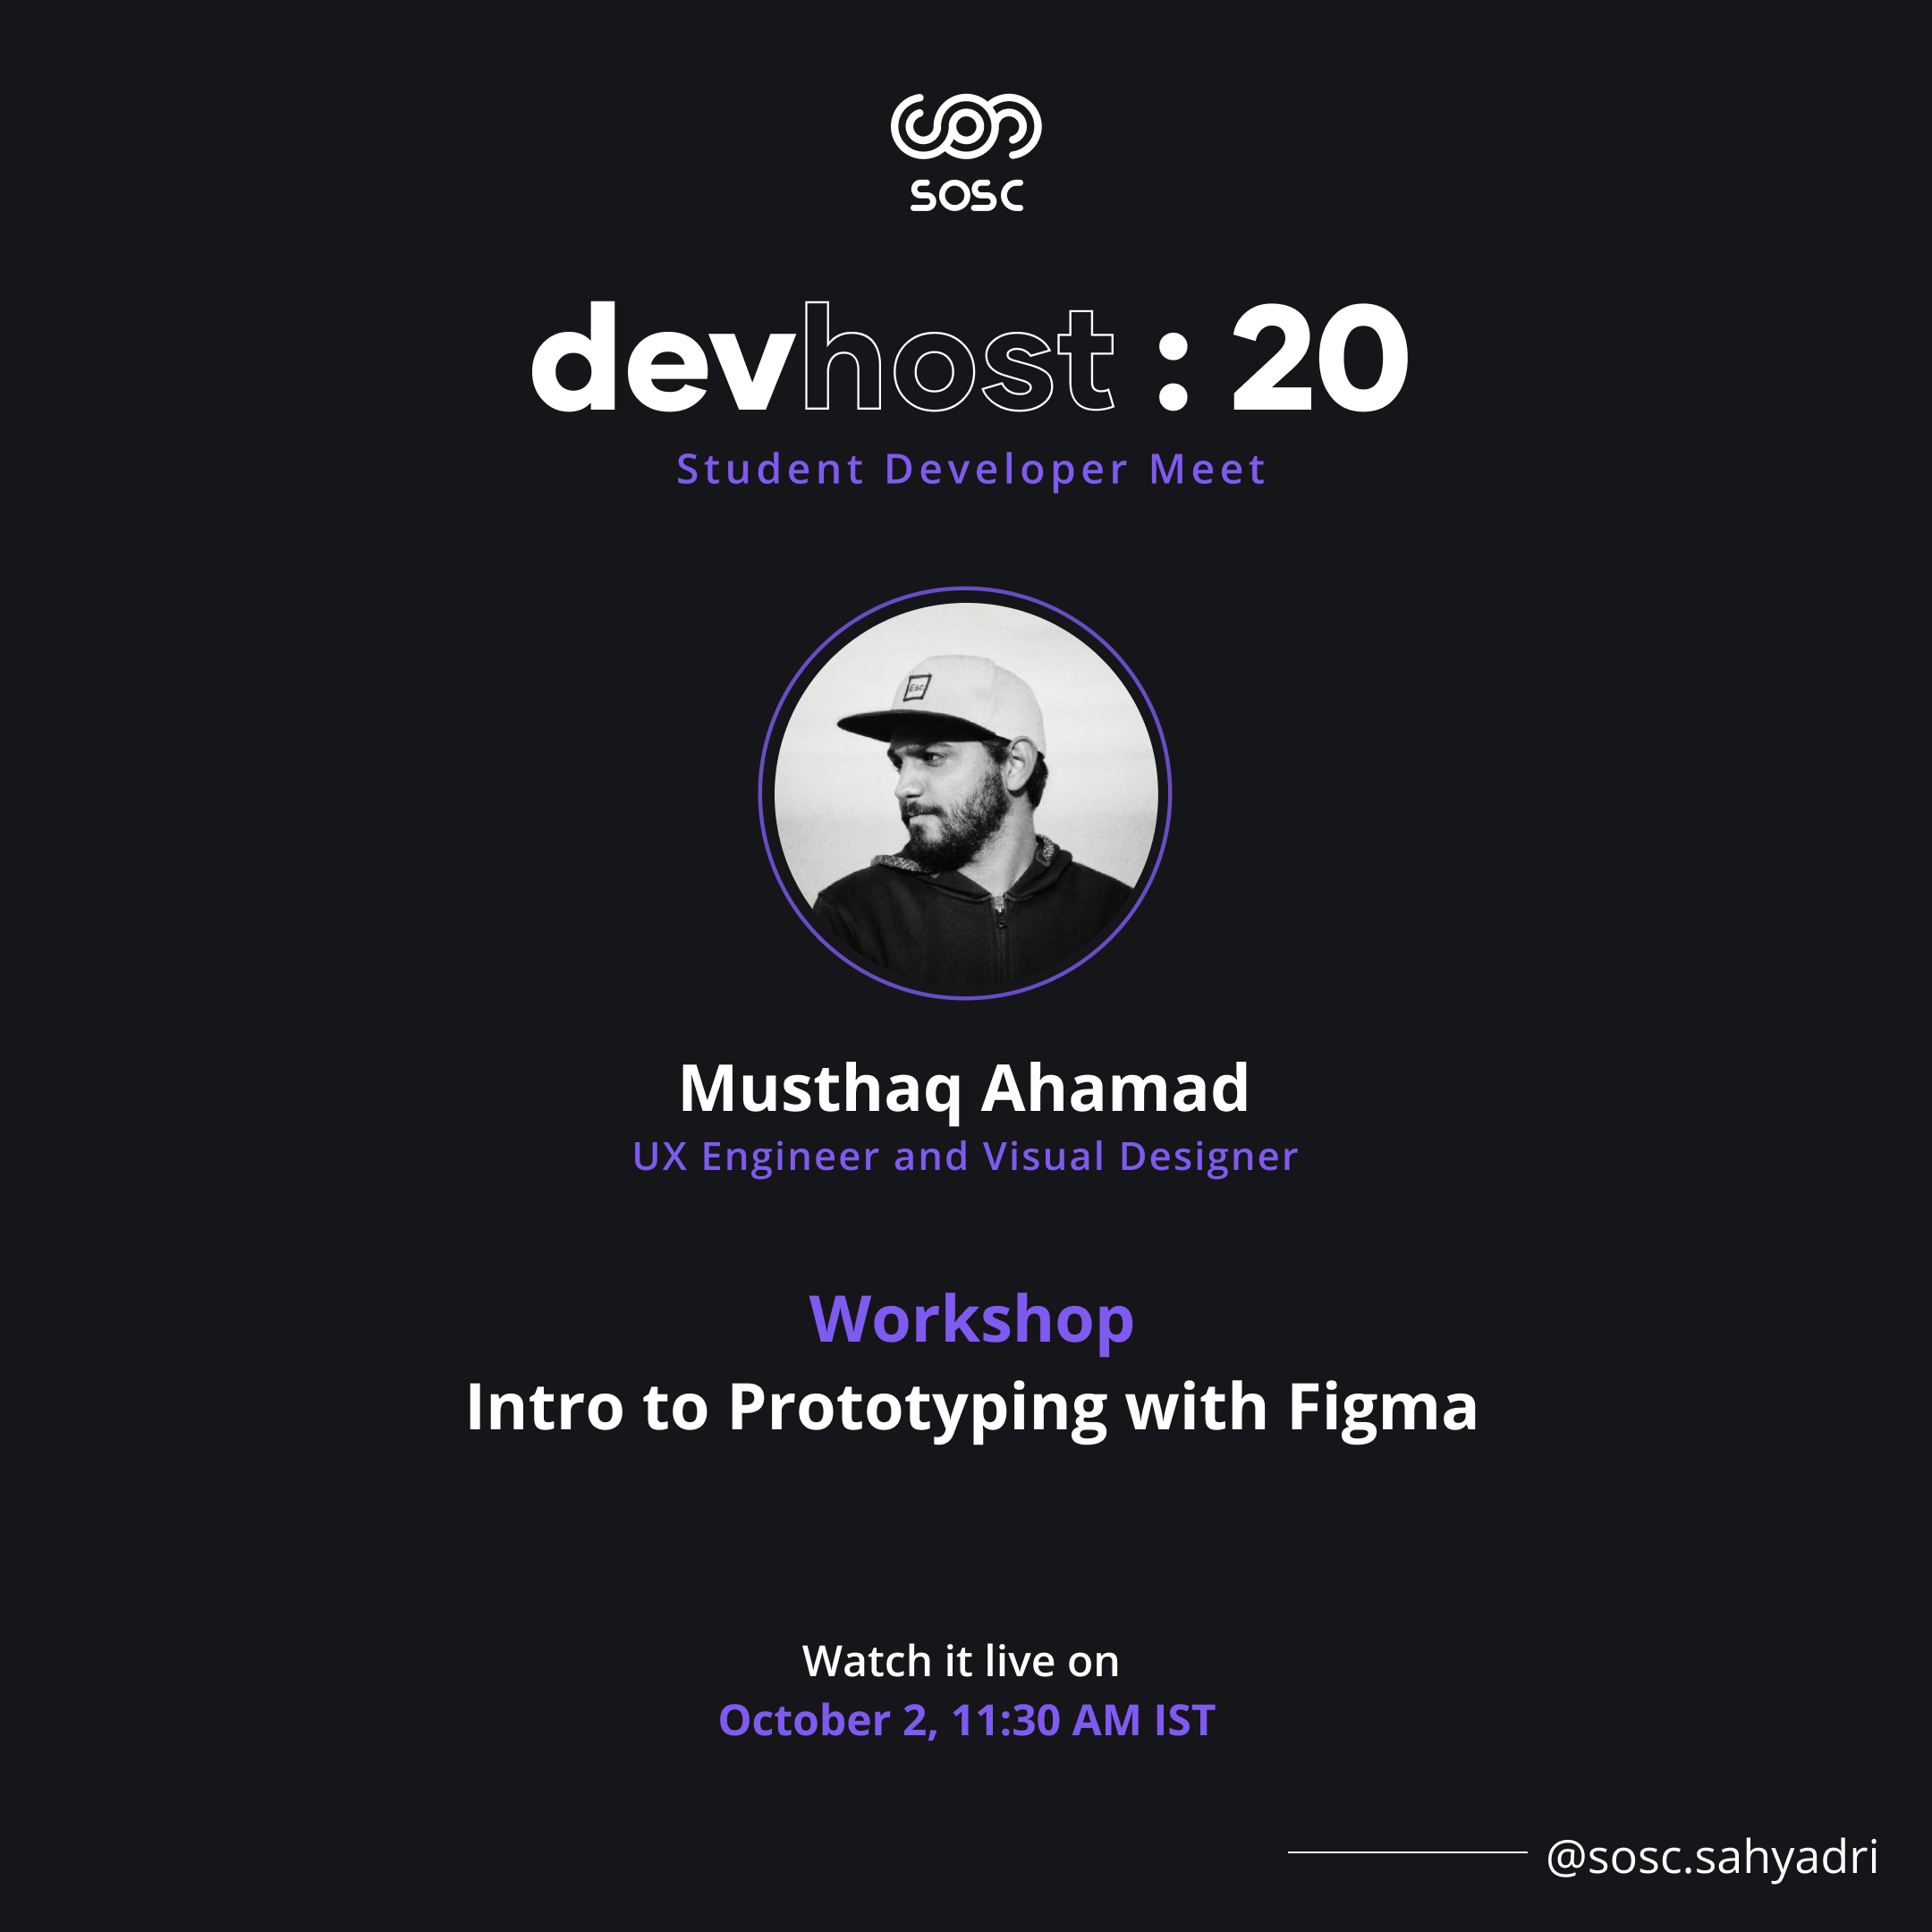 sosc
devhost : 20
Student Developer Meet
Esc
Musthaq Ahamad
UX Engineer and Visual Designer
Workshop
Intro to Prototyping with Figma
Watch it live on
October 2, 11:30 AM IST
@sosc.sahyadri